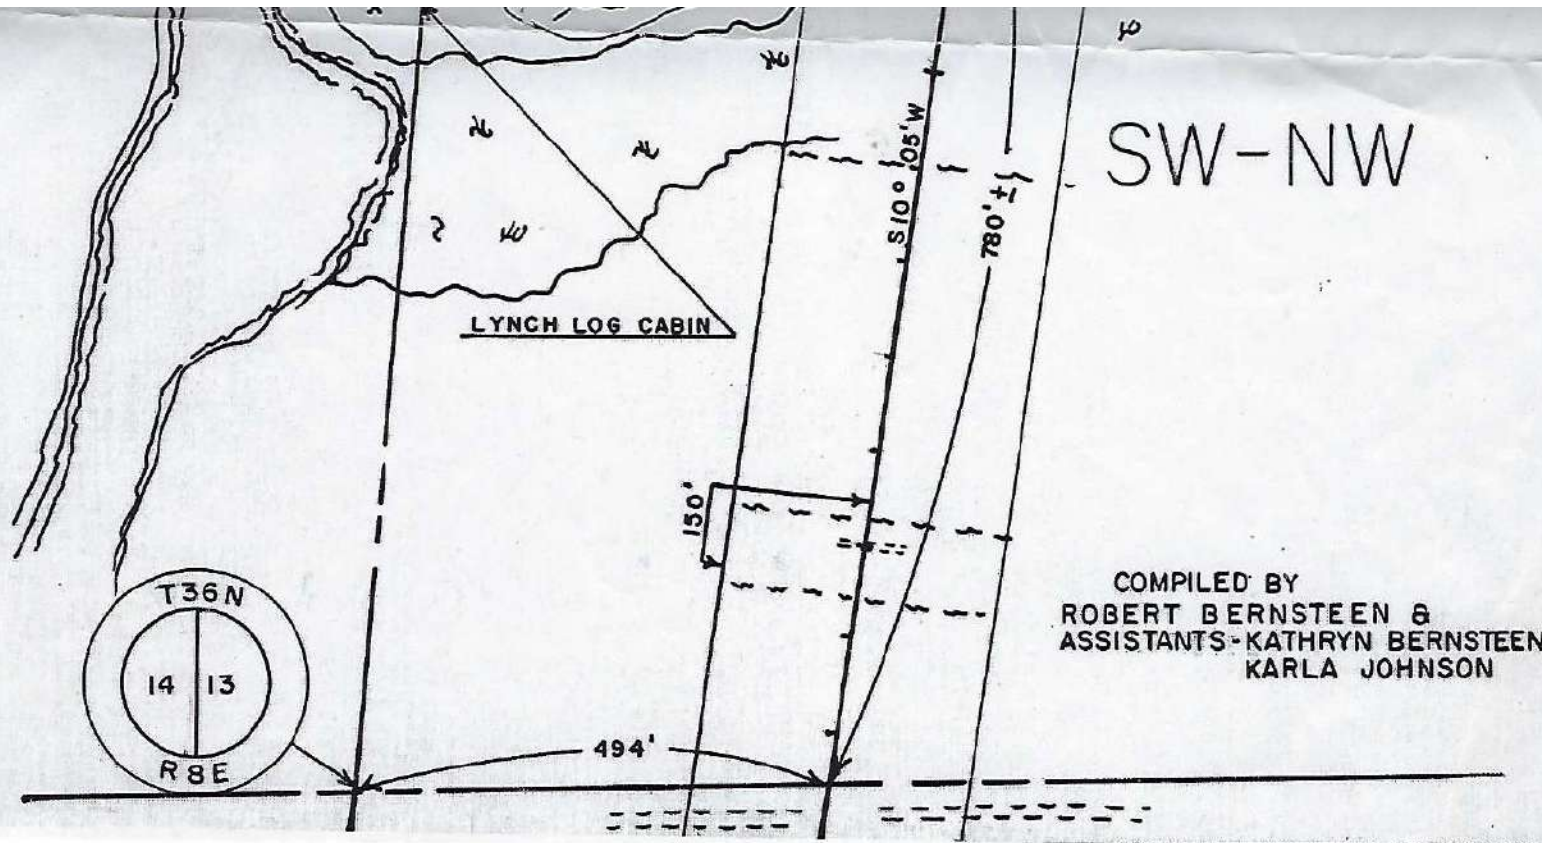 SW-NW
S10° 05'W
780'±
LYNCH LOG CABIN
150'
COMPILED BY
ROBERT BERNSTEEN &
ASSISTANTS-KATHRYN BERNSTEEN
KARLA JOHNSON
T36N
14 13
R8E
494'